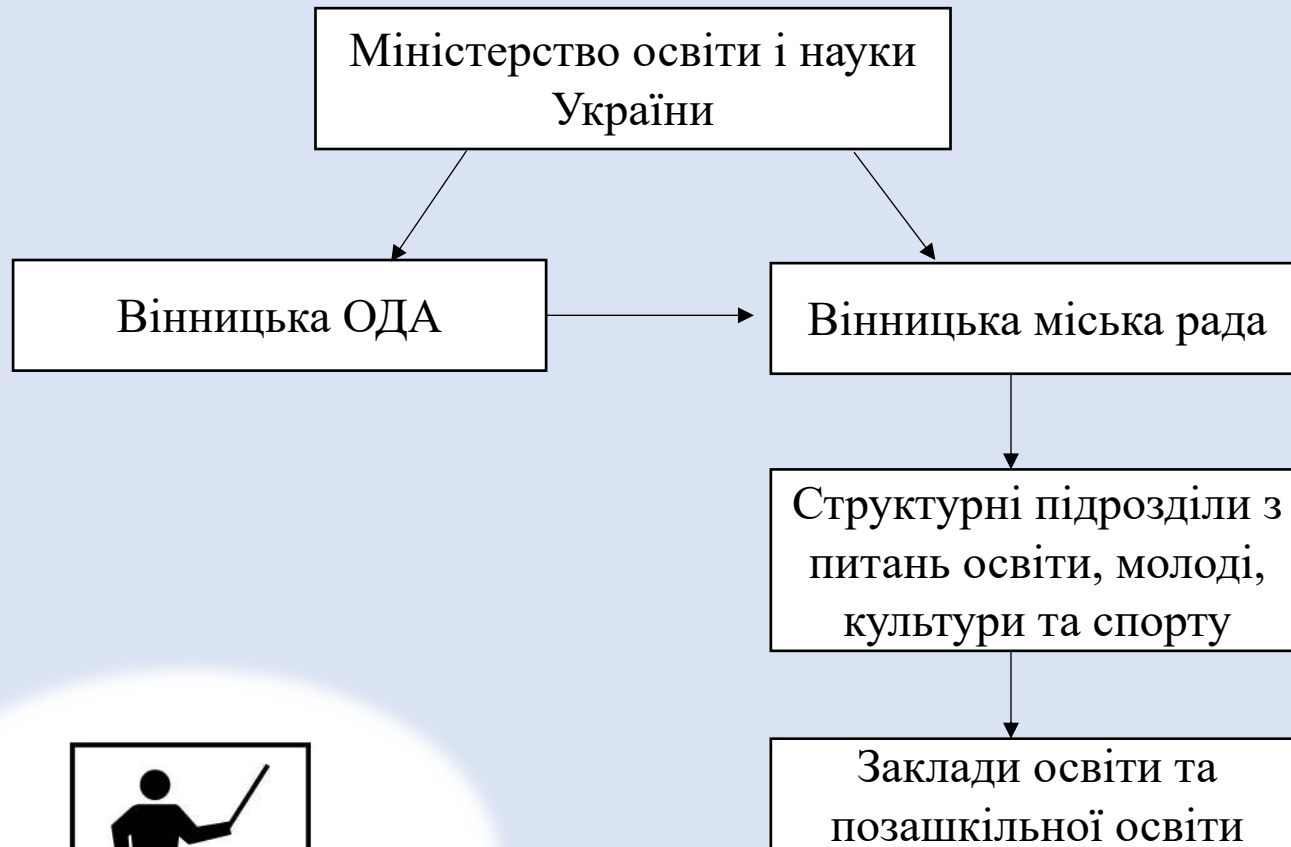 Міністерство освіти і науки
України
Вінницька ОДА
Вінницька міська рада
Структурні підрозділи з
питань освіти, молоді,
культури та спорту
Заклади освіти та
позашкільної освіти